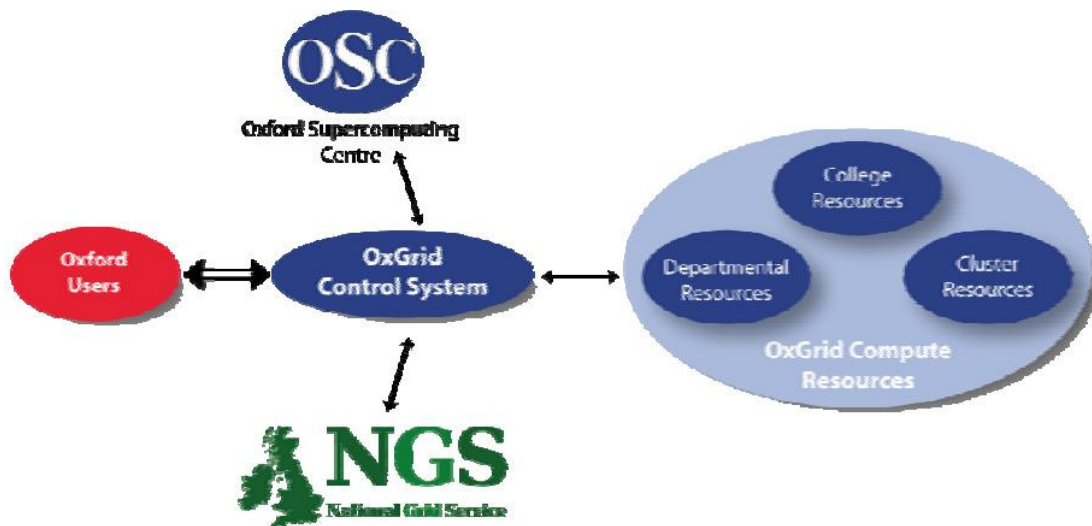 OSC
Oxford Supercomputing
Centre
College
Resources
Oxford
Users
OxGrid
Control System
Departmental
Resources
Cluster
Resources
OxGrid Compute
Resources
NGS
National Grid Service